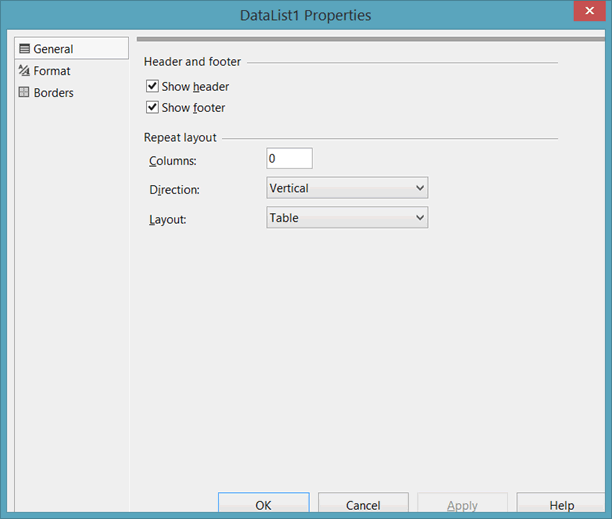 DataList1 Properties
General
Format
Borders
Header and footer
Show header
Show footer
Repeat layout
Columns: 0
Direction: Vertical
Layout: Table
OK Cancel Apply Help